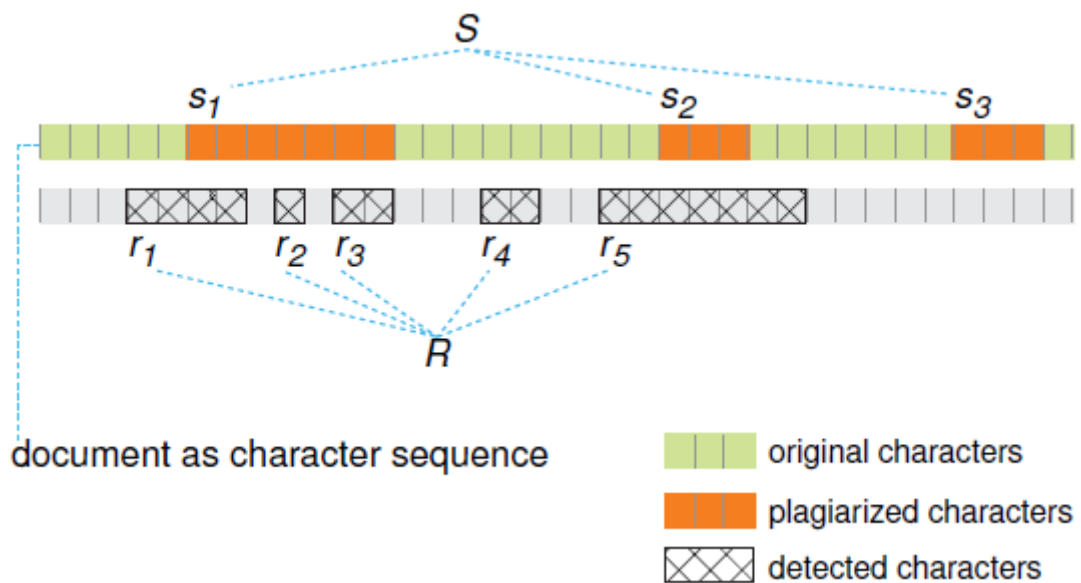 S
s1 s2 s3
r1 r2 r3 r4 r5
R
document as character sequence
original characters
plagiarized characters
detected characters